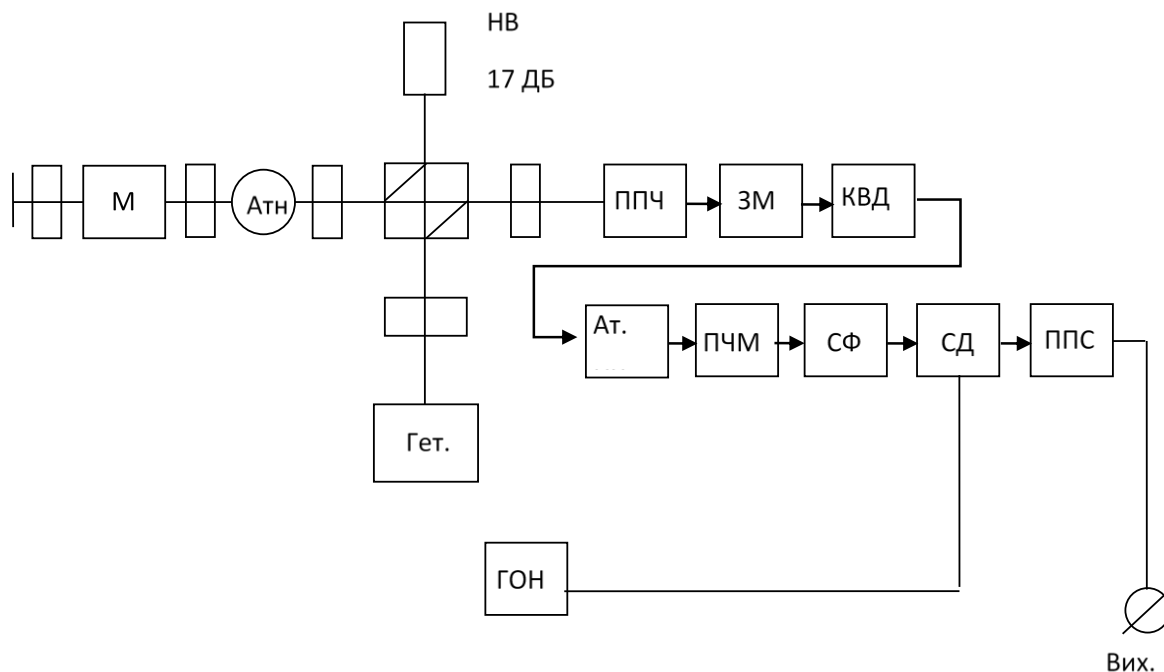 НВ
17 ДБ
М
Атн
ППЧ
ЗМ
КВД
Ат.
ПЧМ
СФ
СД
ППС
Гет.
ГОН
Вих.